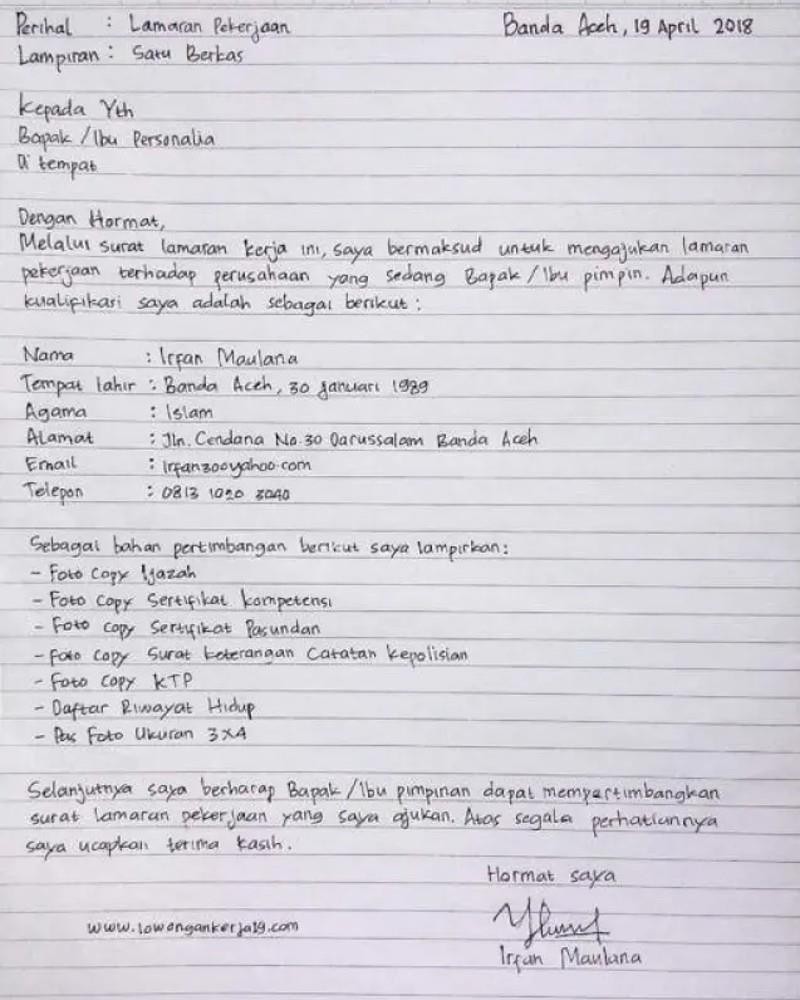 Perihal : Lamaran Pekerjaan Banda Aceh, 19 April 2018
Lampiran : Satu Berkas
Kepada Yth
Bapak / Ibu Personalia
Di tempat
Dengan Hormat,
Melalui surat lamaran kerja ini, saya bermaksud untuk mengajukan lamaran
pekerjaan terhadap perusahaan yang sedang Bapak / Ibu pimpin. Adapun
kualifikasi saya adalah sebagai berikut :
Nama : Irfan Maulana
Tempat lahir : Banda Aceh, 30 Januari 1989
Agama : Islam
Alamat : Jln. Cendana No.30 Darussalam Banda Aceh
Email : irfan300yahoo.com
Telepon : 0813 1020 3040
Sebagai bahan pertimbangan berikut saya lampirkan :
- Foto Copy Ijazah
- Foto Copy Sertifikat Kompetensi
- Foto Copy Sertifikat Pasundan
- Foto Copy Surat Keterangan Catatan Kepolisian
- Foto Copy KTP
- Daftar Riwayat Hidup
- Pas Foto Ukuran 3x4
Selanjutnya saya berharap Bapak / Ibu pimpinan dapat mempertimbangkan
surat lamaran pekerjaan yang saya ajukan. Atas segala perhatiannya
saya ucapkan terima kasih.
Hormat saya
www.lowongankerja19.com
Irfan Maulana